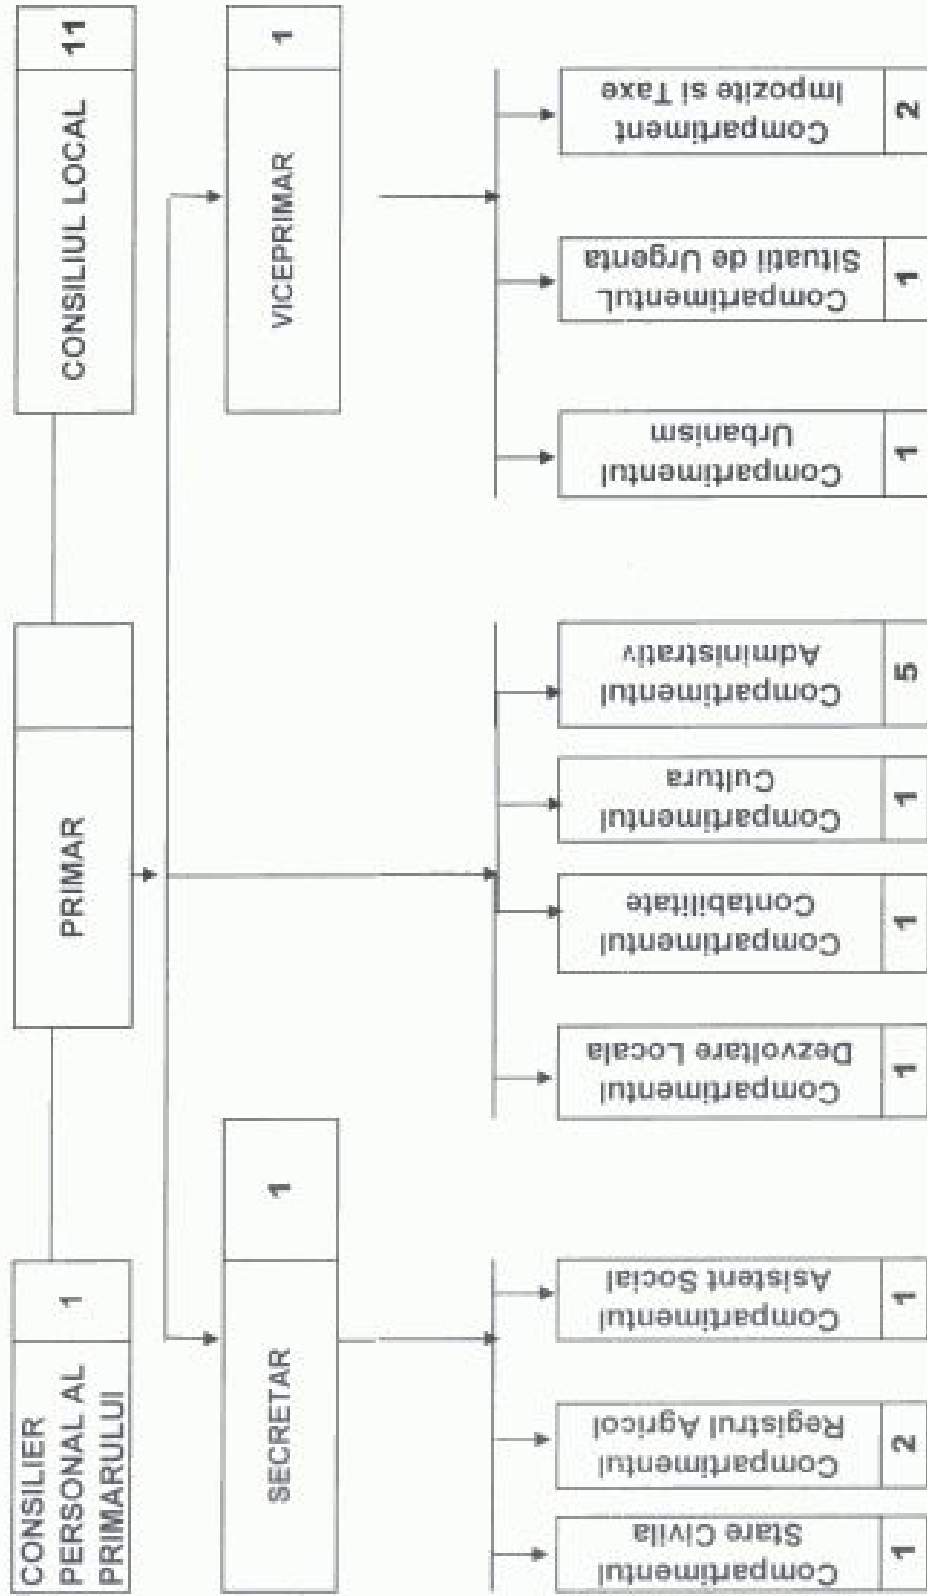 CONSILIER
PERSONAL AL
PRIMARULUI
1
PRIMAR
CONSILIUL LOCAL
11
SECRETAR
1
VICEPRIMAR
1
Compartimentul
Stare Civila
1
Compartimentul
Registrul Agricol
2
Compartimentul
Asistent Social
1
Compartimentul
Dezvoltare Locala
1
Compartimentul
Contabilitate
1
Compartimentul
Cultura
1
Compartimentul
Administrativ
5
Compartimentul
Urbanism
1
CompartimentuL
Situatii de Urgenta
1
Compartiment
Impozite si Taxe
2